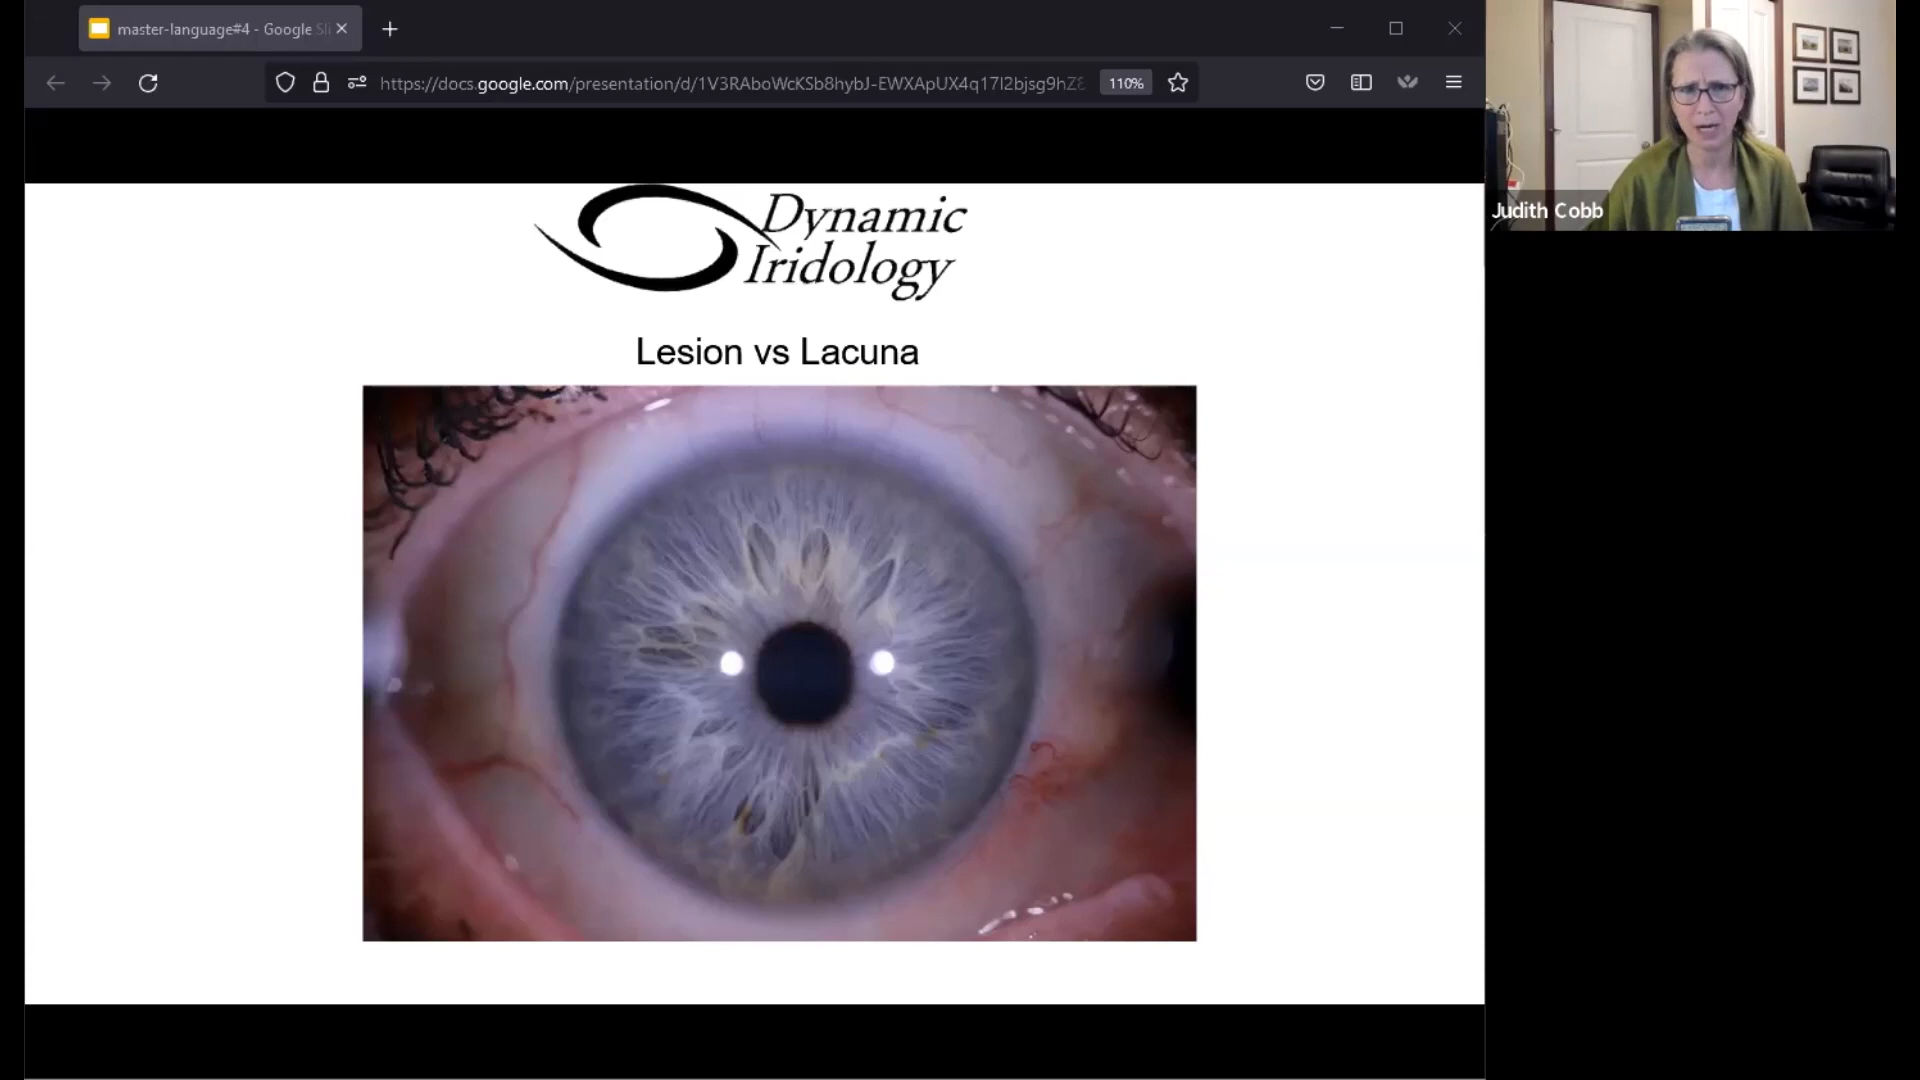 master-language#4 - Google Sli
https://docs.google.com/presentation/d/1V3RAboWcKSb8hybJ-EWXApUX4q17l2bjsg9hZ8
110%
Judith Cobb
Dynamic
Iridology
Lesion vs Lacuna